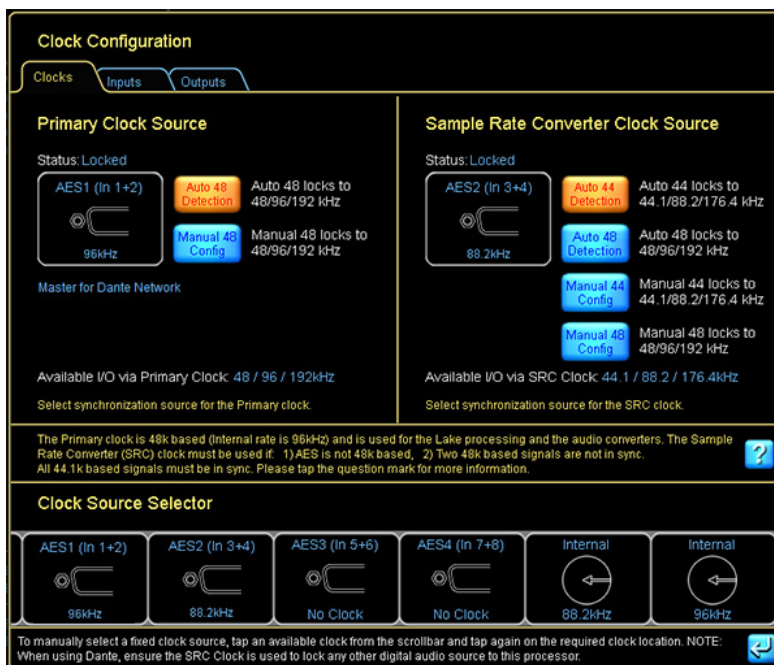 Clock Configuration
Clocks
Inputs
Outputs
Primary Clock Source
Status: Locked
AES1 (In 1+2)
96kHz
Auto 48
Detection
Auto 48 locks to
48/96/192 kHz
Manual 48
Config
Manual 48 locks to
48/96/192 kHz
Master for Dante Network
Available I/O via Primary Clock: 48 / 96 / 192kHz
Select synchronization source for the Primary clock.
Sample Rate Converter Clock Source
Status: Locked
AES2 (In 3+4)
88.2kHz
Auto 44
Detection
Auto 44 locks to
44.1/88.2/176.4 kHz
Auto 48
Detection
Auto 48 locks to
48/96/192 kHz
Manual 44
Config
Manual 44 locks to
44.1/88.2/176.4 kHz
Manual 48
Config
Manual 48 locks to
48/96/192 kHz
Available I/O via SRC Clock: 44.1 / 88.2 / 176.4kHz
Select synchronization source for the SRC clock.
The Primary clock is 48k based (Internal rate is 96kHz) and is used for the Lake processing and the audio converters. The Sample
Rate Converter (SRC) clock must be used if: 1) AES is not 48k based, 2) Two 48k based signals are not in sync.
All 44.1k based signals must be in sync. Please tap the question mark for more information.
?
Clock Source Selector
AES1 (In 1+2)
96kHz
AES2 (In 3+4)
88.2kHz
AES3 (In 5+6)
No Clock
AES4 (In 7+8)
No Clock
Internal
88.2kHz
Internal
96kHz
To manually select a fixed clock source, tap an available clock from the scrollbar and tap again on the required clock location. NOTE:
When using Dante, ensure the SRC Clock is used to lock any other digital audio source to this processor.